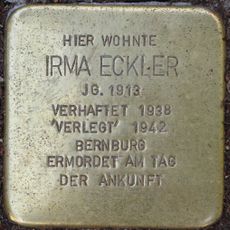 HIER WOHNTE
IRMA ECKLER
JG. 1913
VERHAFTET 1938
'VERLEGT' 1942
BERNBURG
ERMORDET AM TAG
DER ANKUNFT